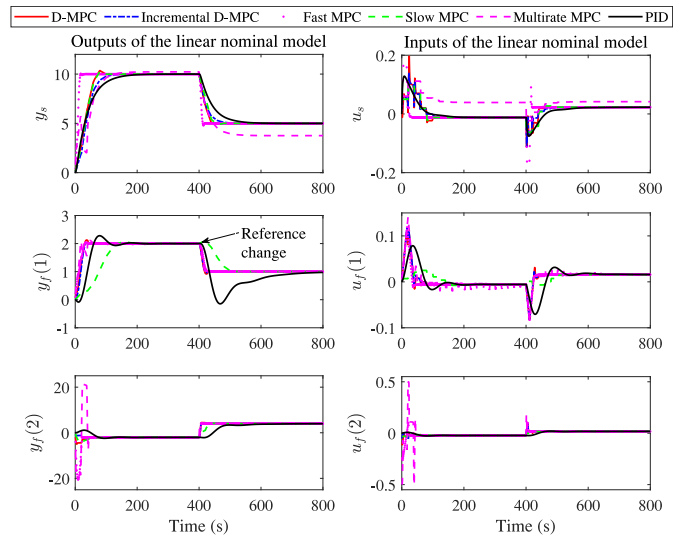 D-MPC Incremental D-MPC Fast MPC Slow MPC Multirate MPC PID
Outputs of the linear nominal model
Inputs of the linear nominal model
y_s
10
5
0
0 200 400 600 800
u_s
0.2
0
-0.2
0 200 400 600 800
y_f(1)
3
2
1
0
-1
Reference
change
0 200 400 600 800
u_f(1)
0.1
0
-0.1
0 200 400 600 800
y_f(2)
20
0
-20
0 200 400 600 800
Time (s)
u_f(2)
0.5
0
-0.5
0 200 400 600 800
Time (s)